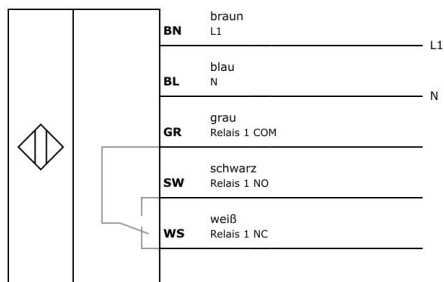 braun
BN L1 L1
blau
BL N N
grau
GR Relais 1 COM
schwarz
SW Relais 1 NO
weiß
WS Relais 1 NC